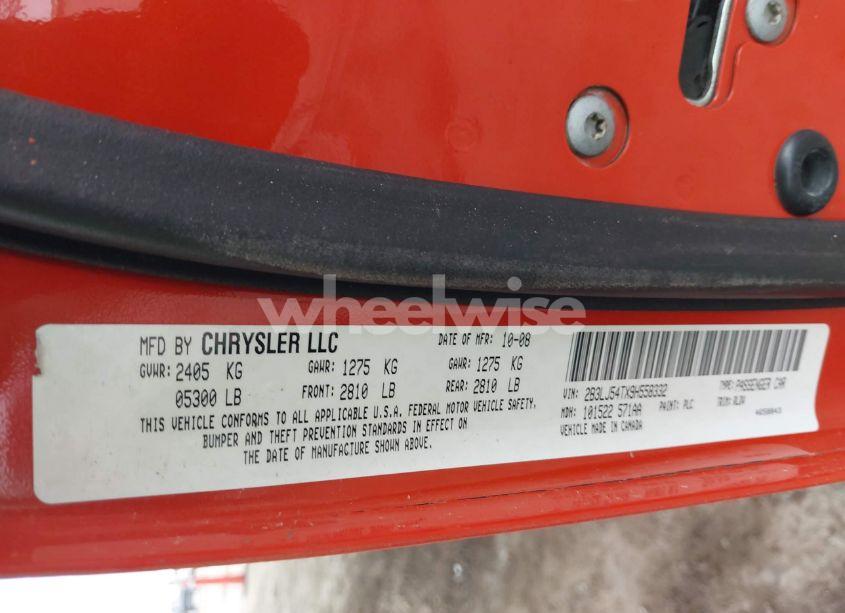 wheelwise
MFD BY CHRYSLER LLC
DATE OF MFR: 10-08
GVWR: 2405 KG
GAWR: 1275 KG
GAWR: 1275 KG
05300 LB
FRONT: 2810 LB
REAR: 2810 LB
THIS VEHICLE CONFORMS TO ALL APPLICABLE U.S.A. FEDERAL MOTOR VEHICLE SAFETY,
BUMPER AND THEFT PREVENTION STANDARDS IN EFFECT ON
THE DATE OF MANUFACTURE SHOWN ABOVE.
VIN: 2B3LJ54TX9H558332
TYPE: PASSENGER CAR
MDH: 101522 571AA
PAINT: PLC
TRIM:
VEHICLE MADE IN CANADA